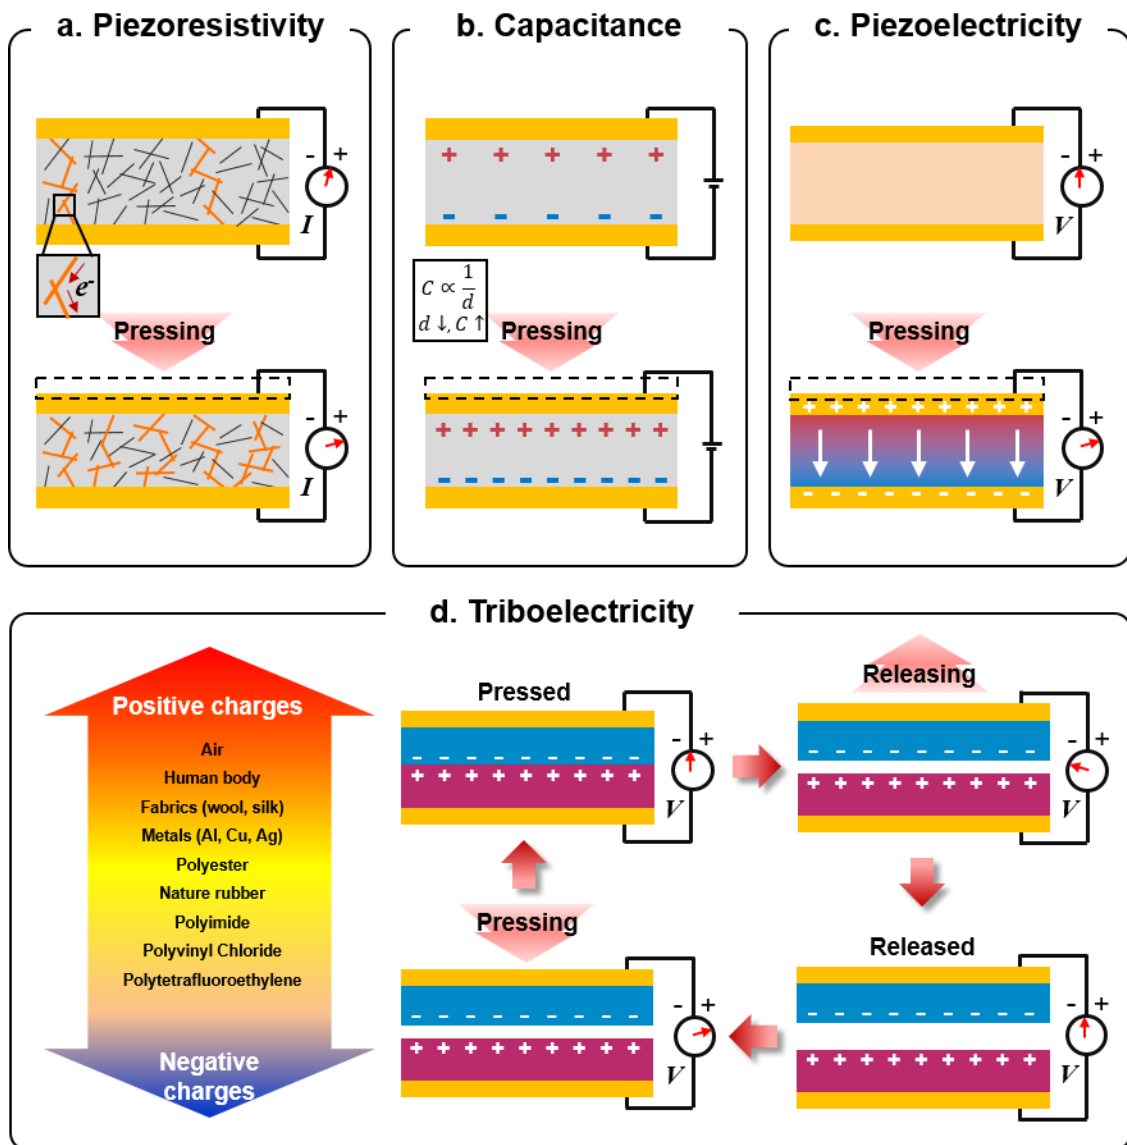 a. Piezoresistivity
- +
I
e-
Pressing
- +
I
b. Capacitance
+ + + + +
- - - - -
C ∝ 1/d
d ↓, C ↑
Pressing
+ + + + + + + + +
- - - - - - - - -
c. Piezoelectricity
- +
V
Pressing
+ + + + + + + +
- +
V
- - - - - - - - -
d. Triboelectricity
Positive charges
Air
Human body
Fabrics (wool, silk)
Metals (Al, Cu, Ag)
Polyester
Nature rubber
Polyimide
Polyvinyl Chloride
Polytetrafluoroethylene
Negative
charges
Pressed
- +
- - - - - - - - -
+ + + + + + + + +
V
Releasing
- +
- - - - - - - - -
+ + + + + + + + +
V
Pressing
- +
- - - - - - - - -
+ + + + + + + + +
V
Released
- +
- - - - - - - - -
+ + + + + + + + +
V